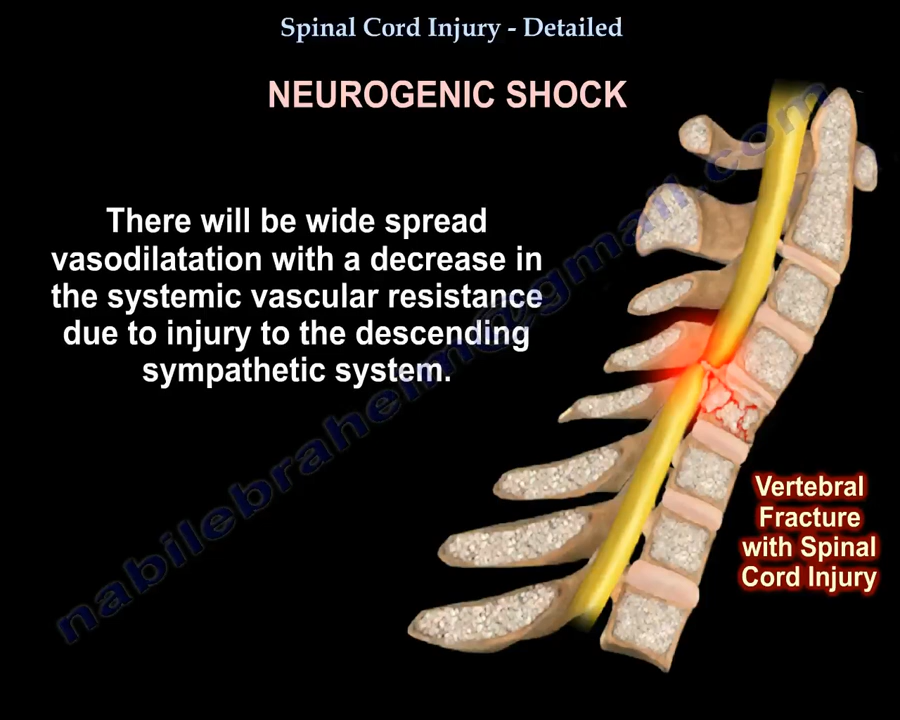 Spinal Cord Injury - Detailed
NEUROGENIC SHOCK
There will be wide spread
vasodilatation with a decrease in
the systemic vascular resistance
due to injury to the descending
sympathetic system.
Vertebral
Fracture
with Spinal
Cord Injury
nabilebraheim@gmail.com